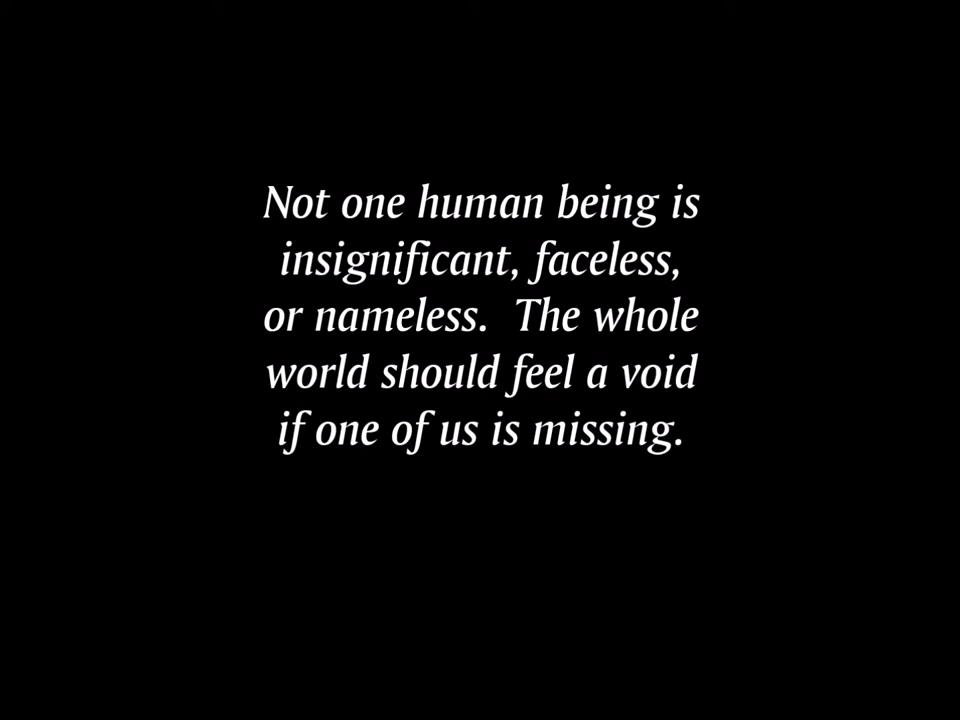 Not one human being is
insignificant, faceless,
or nameless.  The whole
world should feel a void
if one of us is missing.